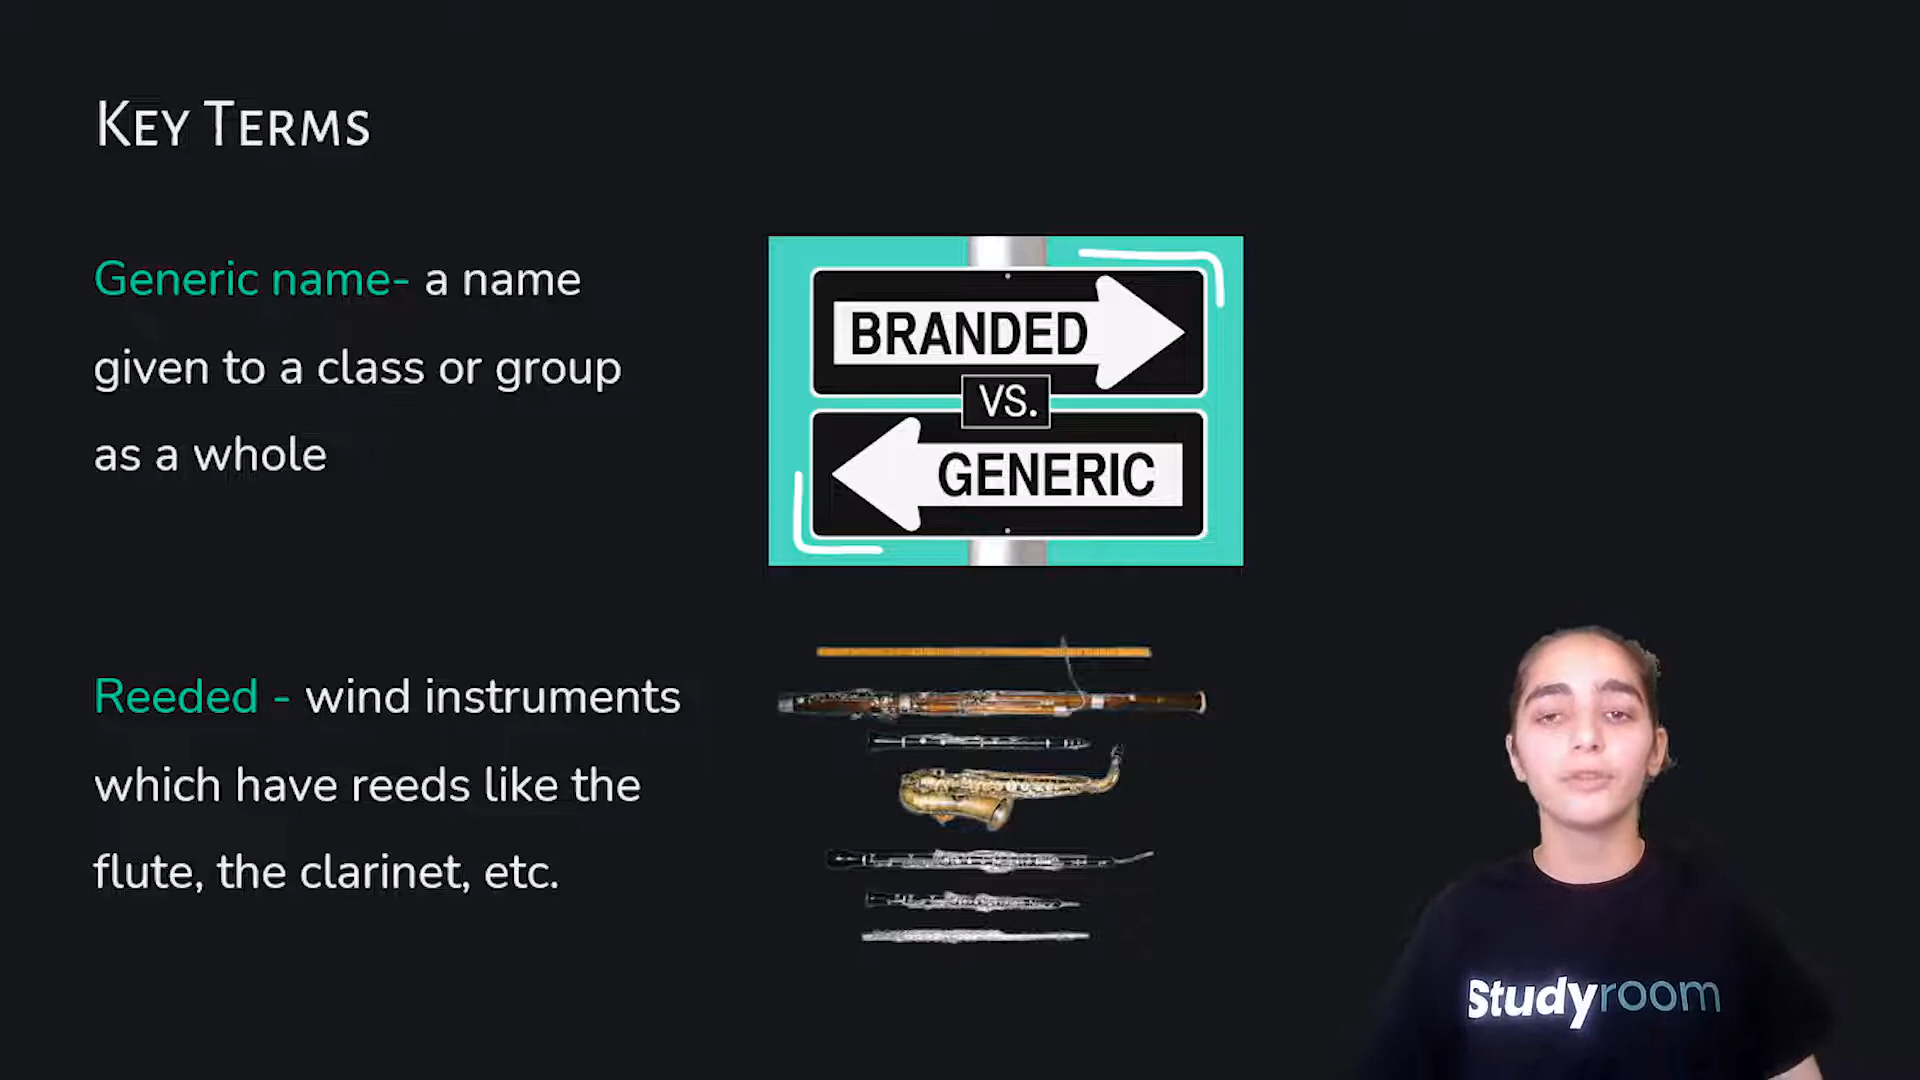 KEY TERMS
Generic name- a name
given to a class or group
as a whole
BRANDED
VS.
GENERIC
Reeded - wind instruments
which have reeds like the
flute, the clarinet, etc.
Studyroom